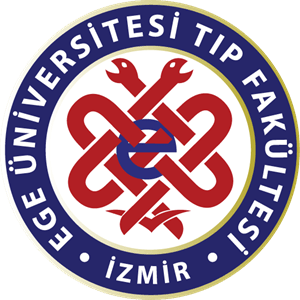 EGE ÜNİVERSİTESİ TIP FAKÜLTESİ
e
· İZMİR ·